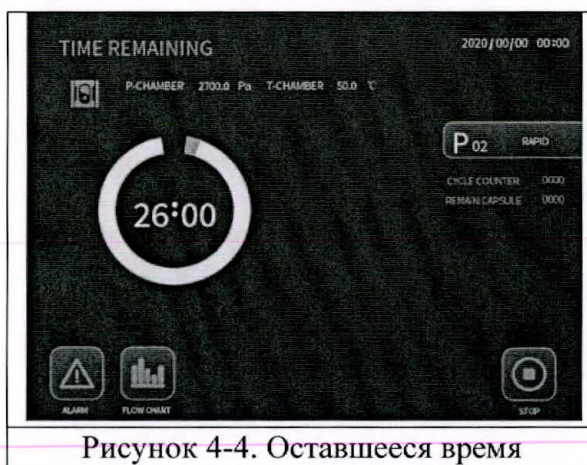 TIME REMAINING
2020/00/00 00:00
P-CHAMBER 2700.0 Pa T-CHAMBER 50.0 ℃
P 02 RAPID
CYCLE COUNTER 0000
REMAIN CAPSULE 0000
26:00
ALARM
FLOW CHART
STOP
Рисунок 4-4. Оставшееся время